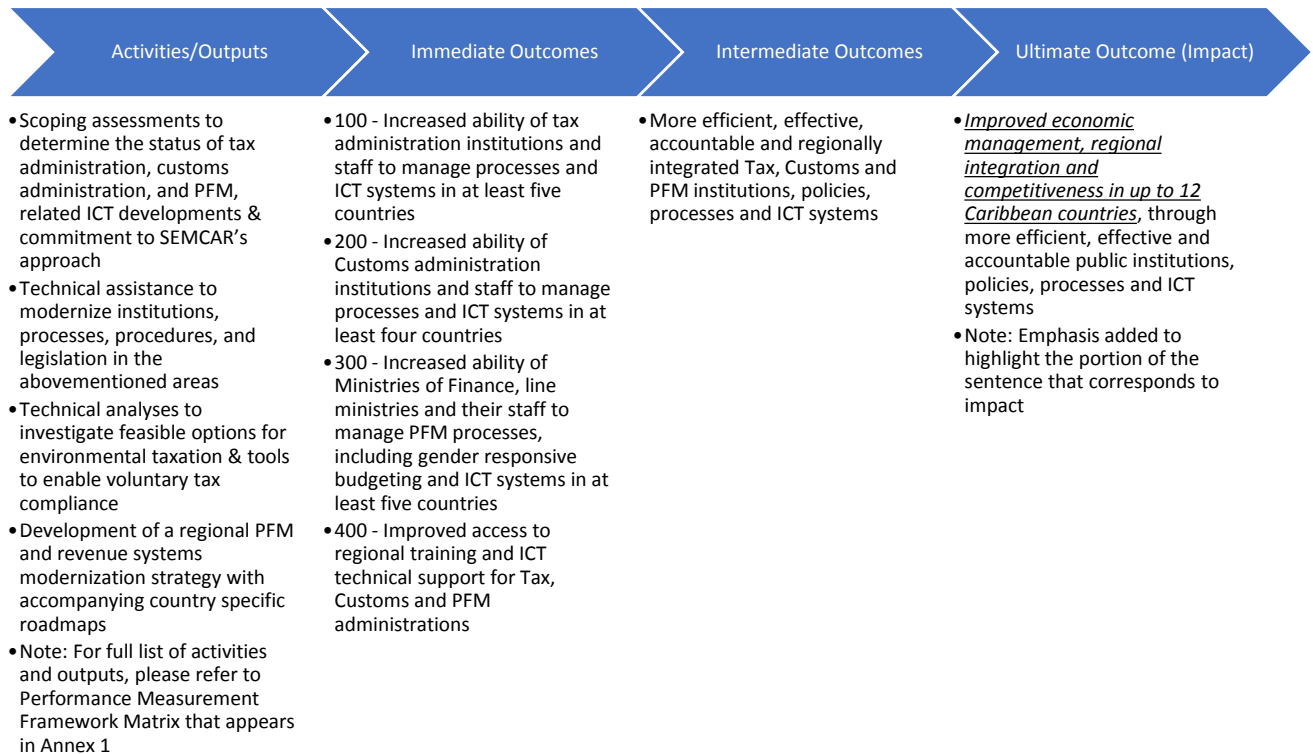 Activities/Outputs
Immediate Outcomes
Intermediate Outcomes
Ultimate Outcome (Impact)
•Scoping assessments to
determine the status of tax
administration, customs
administration, and PFM,
related ICT developments &
commitment to SEMCAR's
approach
•Technical assistance to
modernize institutions,
processes, procedures, and
legislation in the
abovementioned areas
•Technical analyses to
investigate feasible options for
environmental taxation & tools
to enable voluntary tax
compliance
•Development of a regional PFM
and revenue systems
modernization strategy with
accompanying country specific
roadmaps
•Note: For full list of activities
and outputs, please refer to
Performance Measurement
Framework Matrix that appears
in Annex 1
•100 - Increased ability of tax
administration institutions and
staff to manage processes and
ICT systems in at least five
countries
•200 - Increased ability of
Customs administration
institutions and staff to manage
processes and ICT systems in at
least four countries
•300 - Increased ability of
Ministries of Finance, line
ministries and their staff to
manage PFM processes,
including gender responsive
budgeting and ICT systems in at
least five countries
•400 - Improved access to
regional training and ICT
technical support for Tax,
Customs and PFM
administrations
•More efficient, effective,
accountable and regionally
integrated Tax, Customs and
PFM institutions, policies,
processes and ICT systems
•Improved economic
management, regional
integration and
competitiveness in up to 12
Caribbean countries, through
more efficient, effective and
accountable public institutions,
policies, processes and ICT
systems
•Note: Emphasis added to
highlight the portion of the
sentence that corresponds to
impact